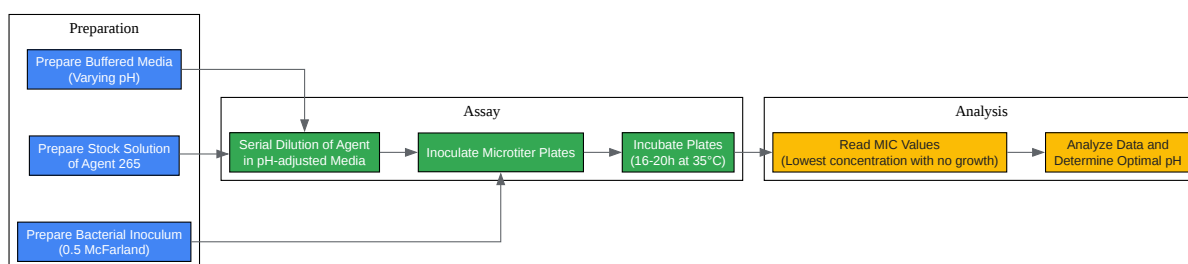 Preparation
Prepare Buffered Media
(Varying pH)
Prepare Stock Solution
of Agent 265
Prepare Bacterial Inoculum
(0.5 McFarland)
Assay
Serial Dilution of Agent
in pH-adjusted Media
Inoculate Microtiter Plates
Incubate Plates
(16-20h at 35°C)
Analysis
Read MIC Values
(Lowest concentration with no growth)
Analyze Data and
Determine Optimal pH